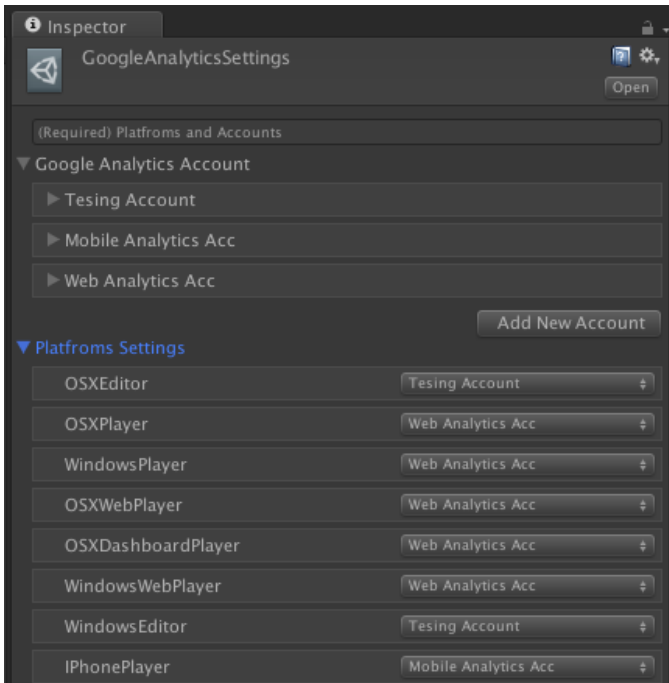 Inspector
GoogleAnalyticsSettings
Open
(Required) Platfroms and Accounts
Google Analytics Account
Tesing Account
Mobile Analytics Acc
Web Analytics Acc
Add New Account
Platfroms Settings
OSXEditor Tesing Account
OSXPlayer Web Analytics Acc
WindowsPlayer Web Analytics Acc
OSXWebPlayer Web Analytics Acc
OSXDashboardPlayer Web Analytics Acc
WindowsWebPlayer Web Analytics Acc
WindowsEditor Tesing Account
IPhonePlayer Mobile Analytics Acc